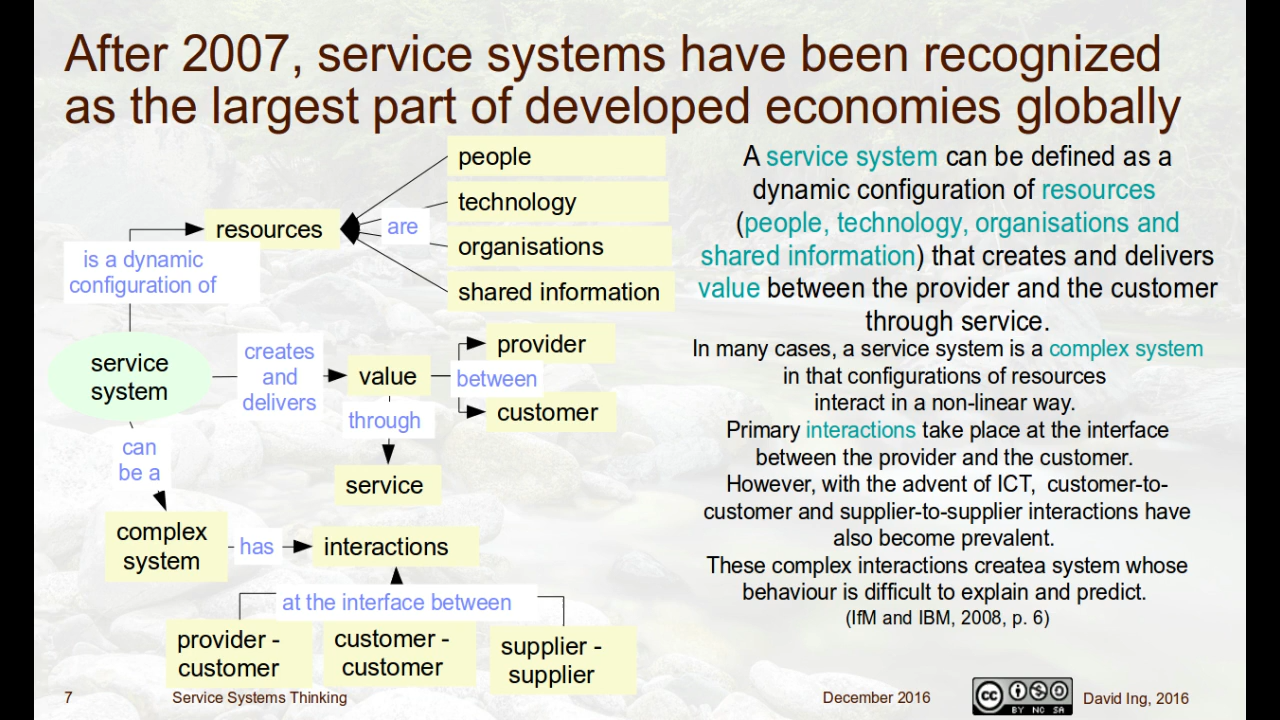 After 2007, service systems have been recognized
as the largest part of developed economies globally
people
technology
organisations
shared information
are
resources
is a dynamic
configuration of
service
system
creates
and
delivers
value
between
provider
customer
through
service
can
be a
complex
system
has
interactions
at the interface between
provider -
customer
customer -
customer
supplier -
supplier
A service system can be defined as a
dynamic configuration of resources
(people, technology, organisations and
shared information) that creates and delivers
value between the provider and the customer
through service.
In many cases, a service system is a complex system
in that configurations of resources
interact in a non-linear way.
Primary interactions take place at the interface
between the provider and the customer.
However, with the advent of ICT, customer-to-
customer and supplier-to-supplier interactions have
also become prevalent.
These complex interactions createa system whose
behaviour is difficult to explain and predict.
(IfM and IBM, 2008, p. 6)
7
Service Systems Thinking
December 2016
cc
BY NC SA
David Ing, 2016